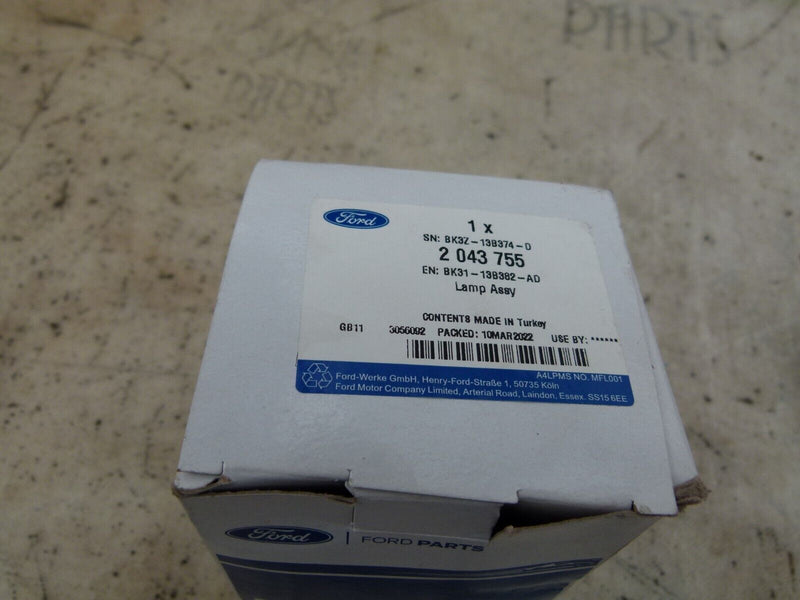 PARTS
PARTS
Ford
1 x
SN: BK3Z-13B374-D
2 043 755
EN: BK31-13B382-AD
Lamp Assy
CONTENTS MADE IN Turkey
GB11 3056092 PACKED: 10MAR2022 USE BY: ******
A4LPMS NO. MFL001
Ford-Werke GmbH, Henry-Ford-Straße 1, 50735 Köln
Ford Motor Company Limited, Arterial Road, Laindon, Essex. SS15 6EE
Ford | FORD PARTS